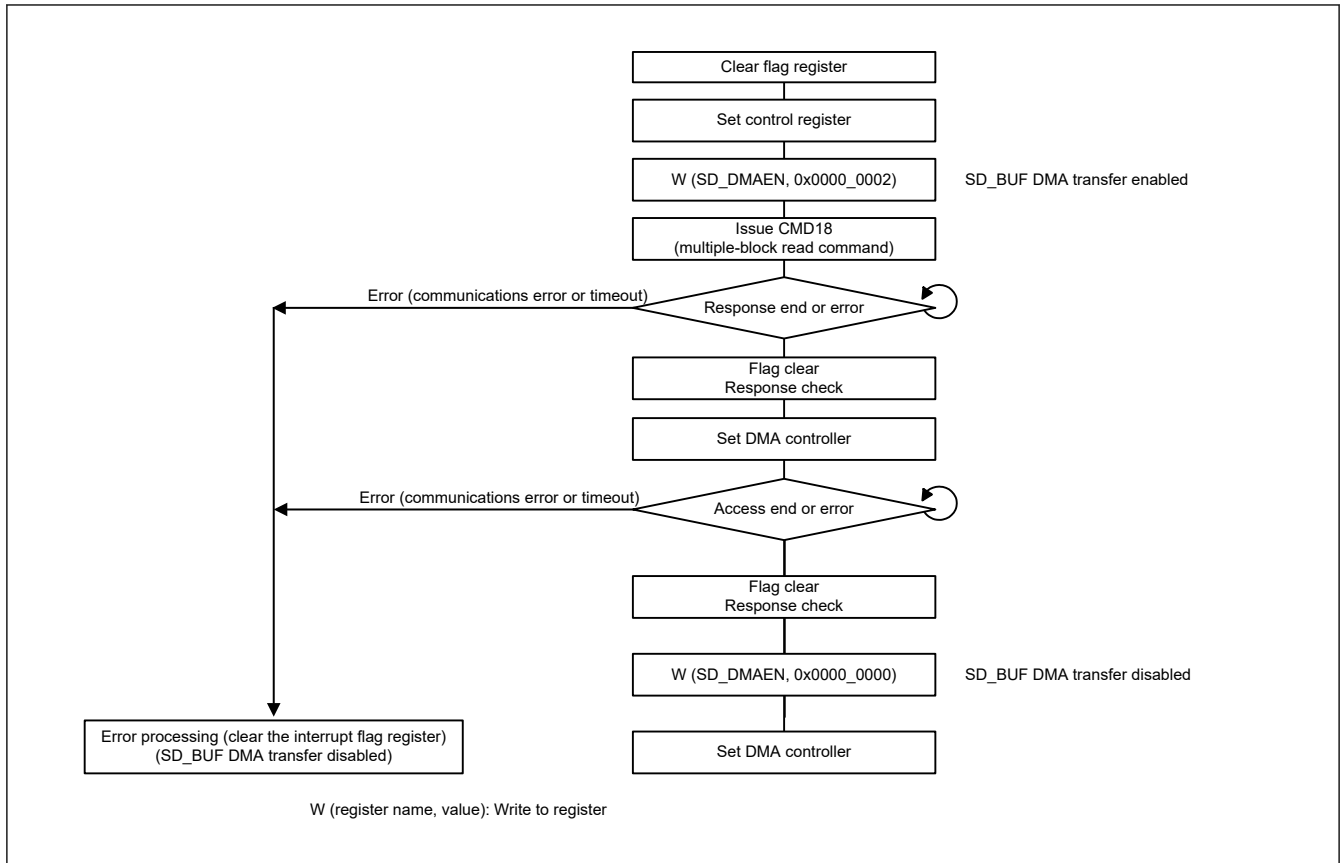 Clear flag register
Set control register
W (SD_DMAEN, 0x0000_0002)
SD_BUF DMA transfer enabled
Issue CMD18
(multiple-block read command)
Error (communications error or timeout)
Response end or error
Flag clear
Response check
Set DMA controller
Error (communications error or timeout)
Access end or error
Flag clear
Response check
W (SD_DMAEN, 0x0000_0000)
SD_BUF DMA transfer disabled
Error processing (clear the interrupt flag register)
(SD_BUF DMA transfer disabled)
Set DMA controller
W (register name, value): Write to register